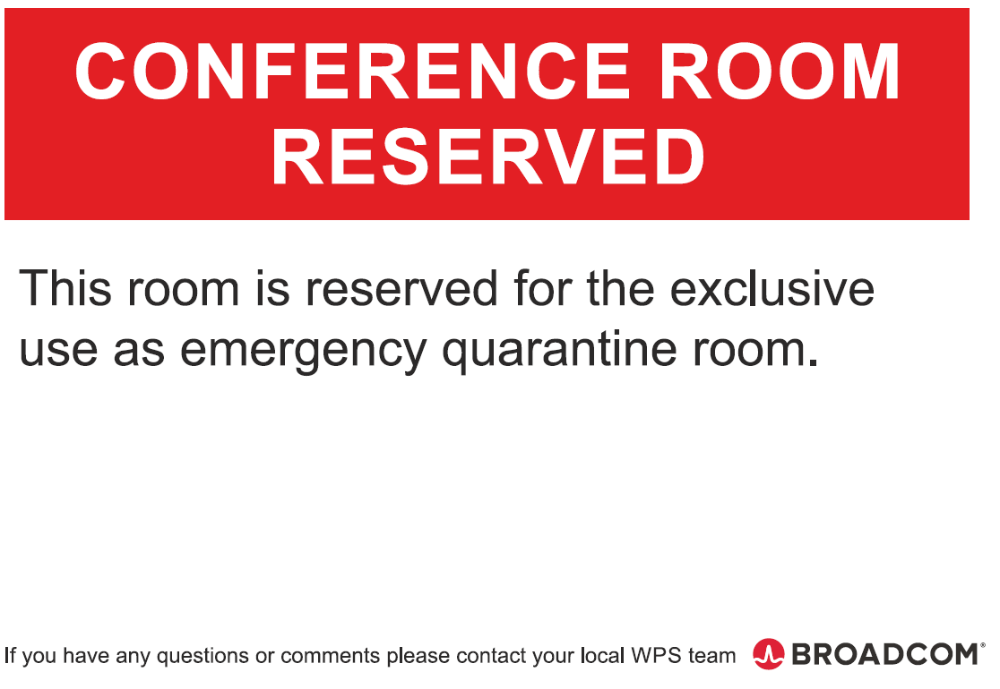 CONFERENCE ROOM
RESERVED
This room is reserved for the exclusive
use as emergency quarantine room.
If you have any questions or comments please contact your local WPS team BROADCOM®